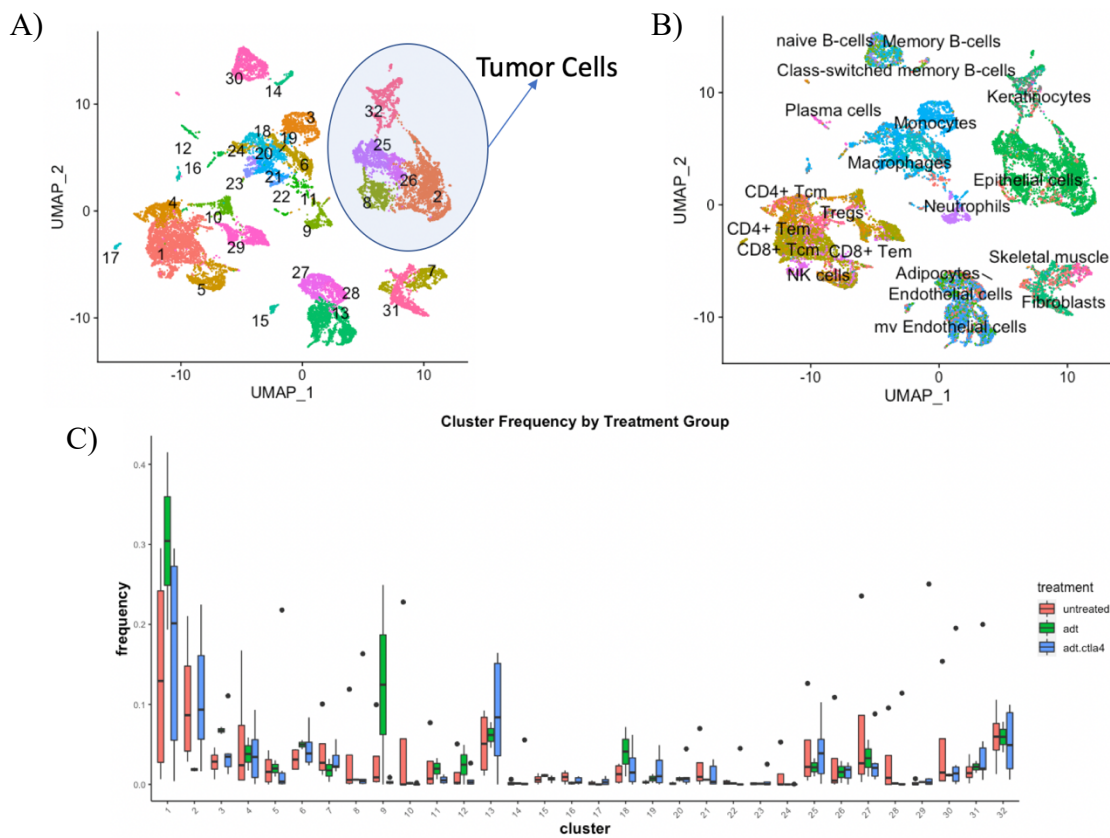 A)
30
14
Tumor Cells
32
3
18
19
12
24
20
25
6
16
23
21
26
22
11
8
2
4
10
9
1
29
17
5
27
7
28
13
31
15
10
0
-10
UMAP_2
-10
0
10
UMAP_1
B)
naive B-cells
Memory B-cells
Class-switched memory B-cells
Keratinocytes
Plasma cells
Monocytes
Macrophages
Epithelial cells
CD4+ Tcm
Tregs
Neutrophils
CD4+ Tem
CD8+ Tcm
CD8+ Tem
Skeletal muscle
NK cells
Adipocytes
Endothelial cells
Fibroblasts
mv Endothelial cells
10
0
-10
UMAP_2
-10
0
10
UMAP_1
C)
Cluster Frequency by Treatment Group
0.4
0.3
0.2
0.1
0.0
frequency
1 2 3 4 5 6 7 8 9 10 11 12 13 14 15 16 17 18 19 20 21 22 23 24 25 26 27 28 29 30 31 32
cluster
treatment
untreated
adt
adt.ctla4